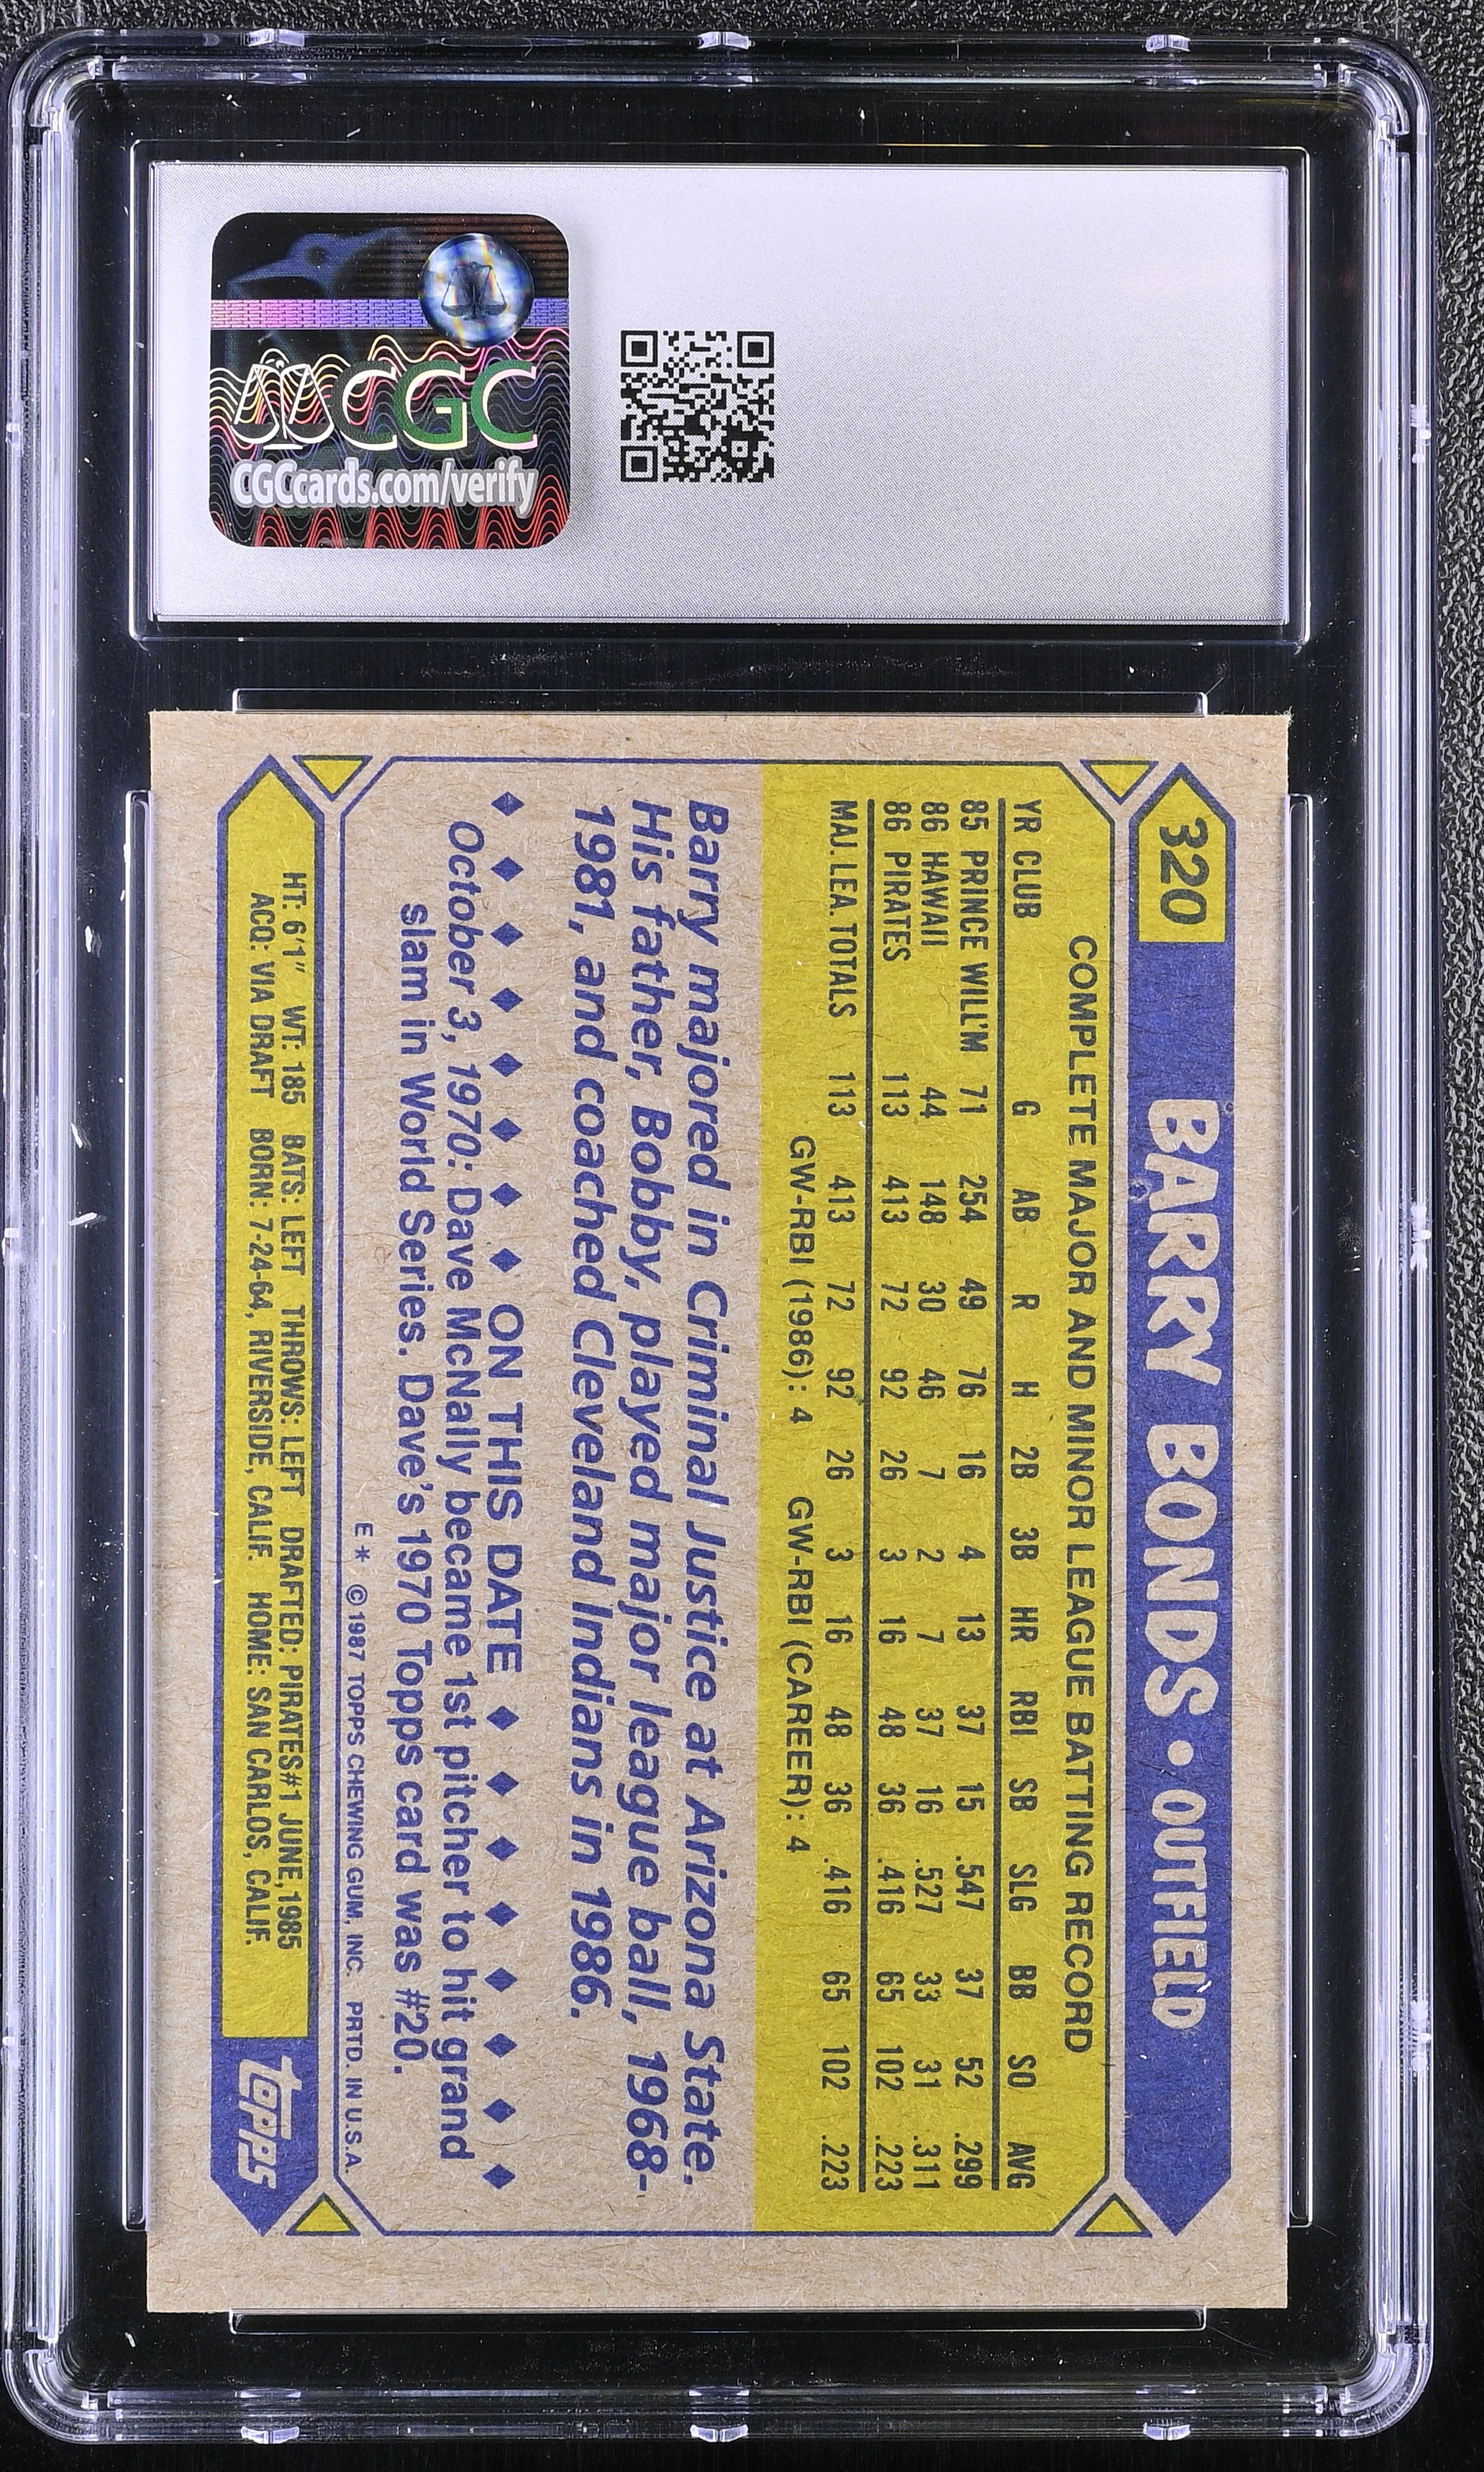 CGC
CGCcards.com/verify
320 BARRY BONDS • OUTFIELD
COMPLETE MAJOR AND MINOR LEAGUE BATTING RECORD
YR CLUB G AB R H 2B 3B HR RBI SB SLG BB SO AVG
85 PRINCE WILL'M 71 254 49 76 16 4 13 37 15 .547 37 52 .299
86 HAWAII 44 148 30 46 7 2 7 37 16 .527 33 31 .311
86 PIRATES 113 413 72 92 26 3 16 48 36 .416 65 102 .223
MAJ. LEA. TOTALS 113 413 72 92 26 3 16 48 36 .416 65 102 .223
GW-RBI (1986): 4 GW-RBI (CAREER): 4
Barry majored in Criminal Justice at Arizona State.
His father, Bobby, played major league ball, 1968-
1981, and coached Cleveland Indians in 1986.
ON THIS DATE
October 3, 1970: Dave McNally became 1st pitcher to hit grand
slam in World Series. Dave's 1970 Topps card was #20.
E* © 1987 TOPPS CHEWING GUM, INC. PRTD. IN U.S.A.
HT: 6'1" WT: 185 BATS: LEFT THROWS: LEFT DRAFTED: PIRATES#1 JUNE, 1985
ACQ: VIA DRAFT BORN: 7-24-64, RIVERSIDE, CALIF. HOME: SAN CARLOS, CALIF.
topps